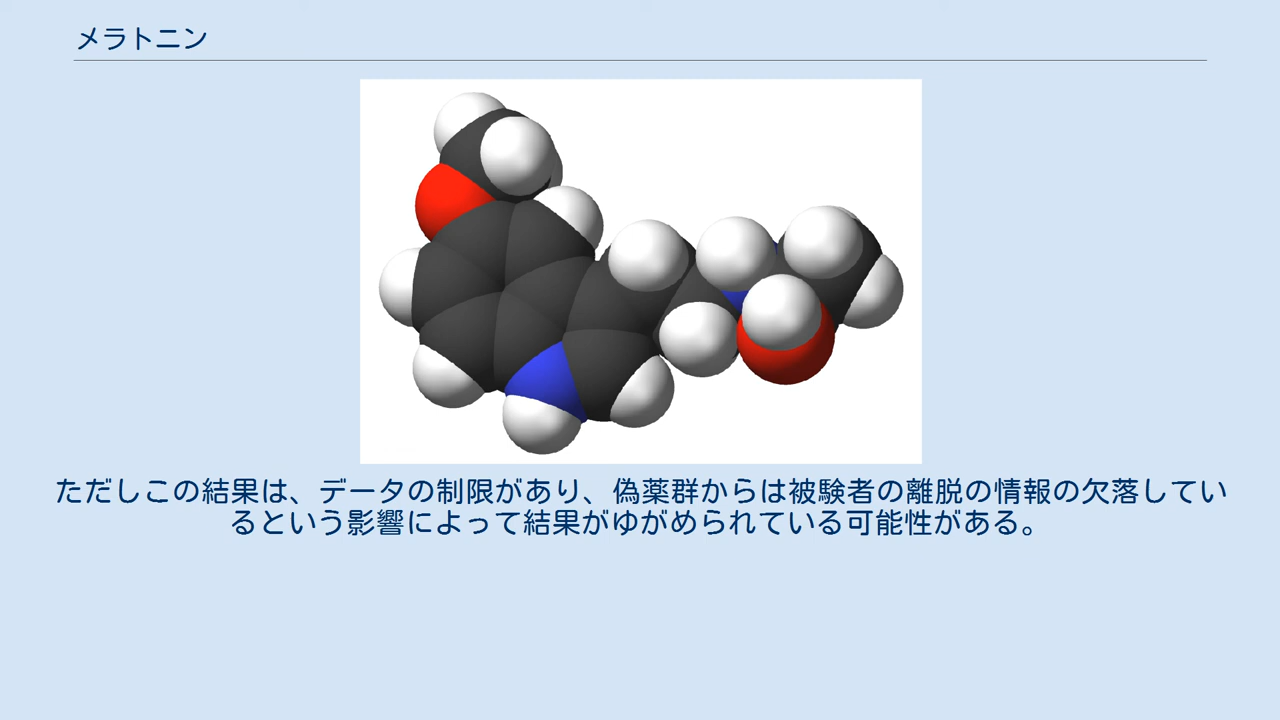 メラトニン
ただしこの結果は、データの制限があり、偽薬群からは被験者の離脱の情報の欠落してい
るという影響によって結果がゆがめられている可能性がある。